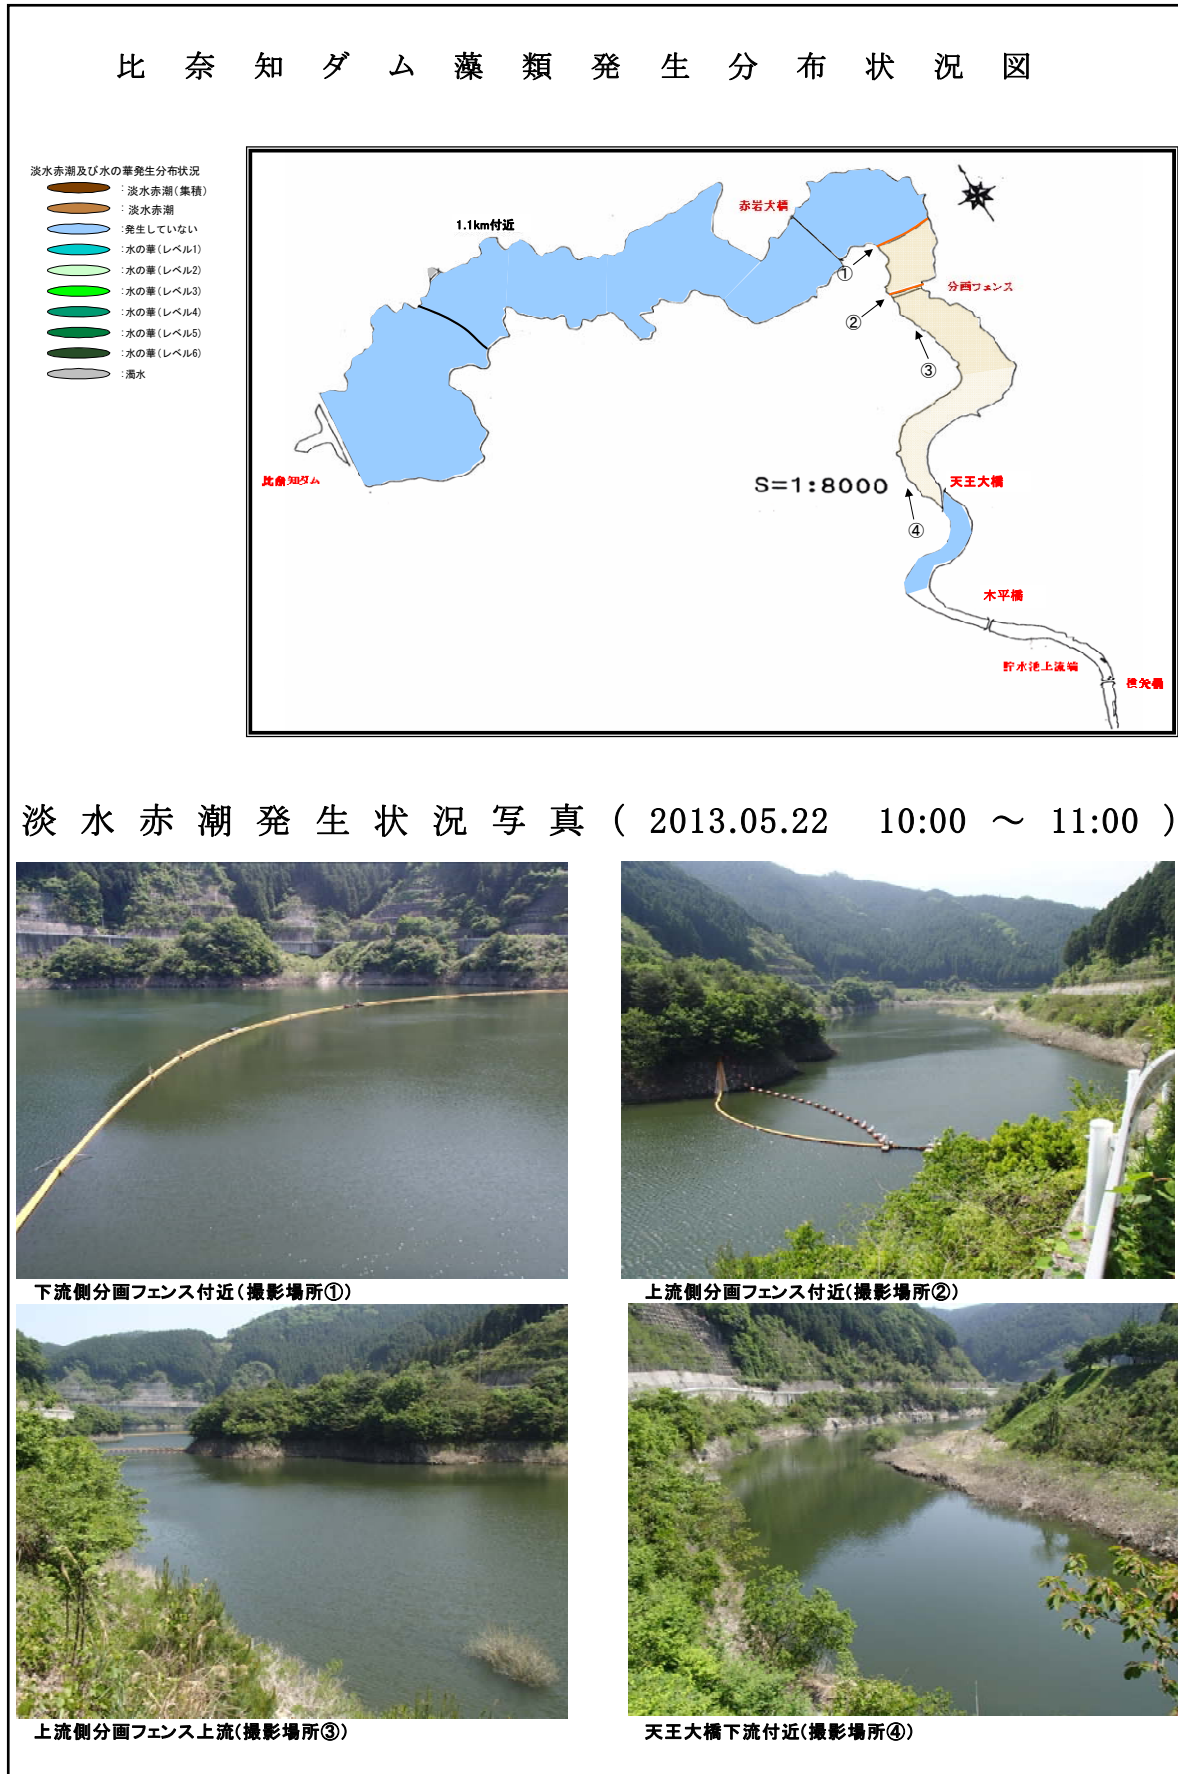 比奈知ダム藻類発生分布状況図
淡水赤潮及び水の華発生分布状況
：淡水赤潮（集積）
：淡水赤潮
：発生していない
：水の華（レベル1）
：水の華（レベル2）
：水の華（レベル3）
：水の華（レベル4）
：水の華（レベル5）
：水の華（レベル6）
：濁水
1.1km付近
赤岩大橋
①
分画フェンス
②
③
比奈知ダム
S=1:8000
天王大橋
④
木平橋
貯水池上流端
淡水赤潮発生状況写真（ 2013.05.22 10:00 ～ 11:00 ）
下流側分画フェンス付近（撮影場所①）
上流側分画フェンス付近（撮影場所②）
上流側分画フェンス上流（撮影場所③）
天王大橋下流付近（撮影場所④）